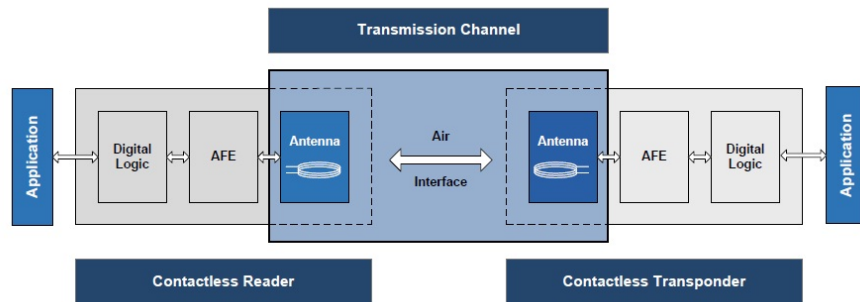 Transmission Channel
Application
Digital
Logic
AFE
Antenna
Air
Interface
Antenna
AFE
Digital
Logic
Application
Contactless Reader
Contactless Transponder